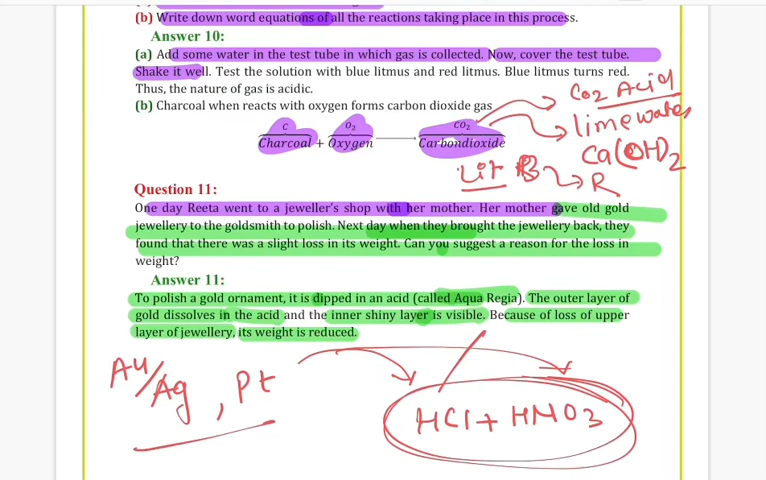 (b) Write down word equations of all the reactions taking place in this process.
Answer 10:
(a) Add some water in the test tube in which gas is collected. Now, cover the test tube.
Shake it well. Test the solution with blue litmus and red litmus. Blue litmus turns red.
Thus, the nature of gas is acidic.
(b) Charcoal when reacts with oxygen forms carbon dioxide gas
CO2 Acid
lime water
Ca(OH)2
C O2 CO2
Charcoal + Oxygen → Carbondioxide
Lit B → R
Question 11:
One day Reeta went to a jeweller's shop with her mother. Her mother gave old gold
jewellery to the goldsmith to polish. Next day when they brought the jewellery back, they
found that there was a slight loss in its weight. Can you suggest a reason for the loss in
weight?
Answer 11:
To polish a gold ornament, it is dipped in an acid (called Aqua Regia). The outer layer of
gold dissolves in the acid and the inner shiny layer is visible. Because of loss of upper
layer of jewellery, its weight is reduced.
Au/Ag, Pt
HCl + HNO3